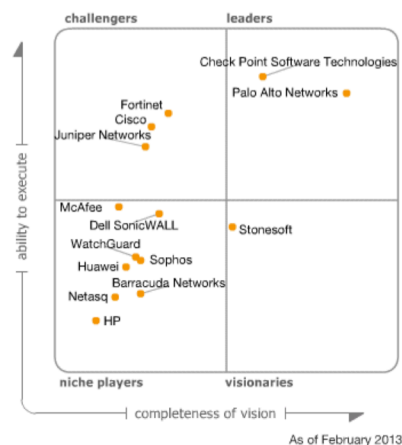 challengers
leaders
Check Point Software Technologies
Palo Alto Networks
Fortinet
Cisco
Juniper Networks
ability to execute
McAfee
Dell SonicWALL
Stonesoft
WatchGuard
Sophos
Huawei
Barracuda Networks
Netasq
HP
niche players
visionaries
completeness of vision
As of February 2013